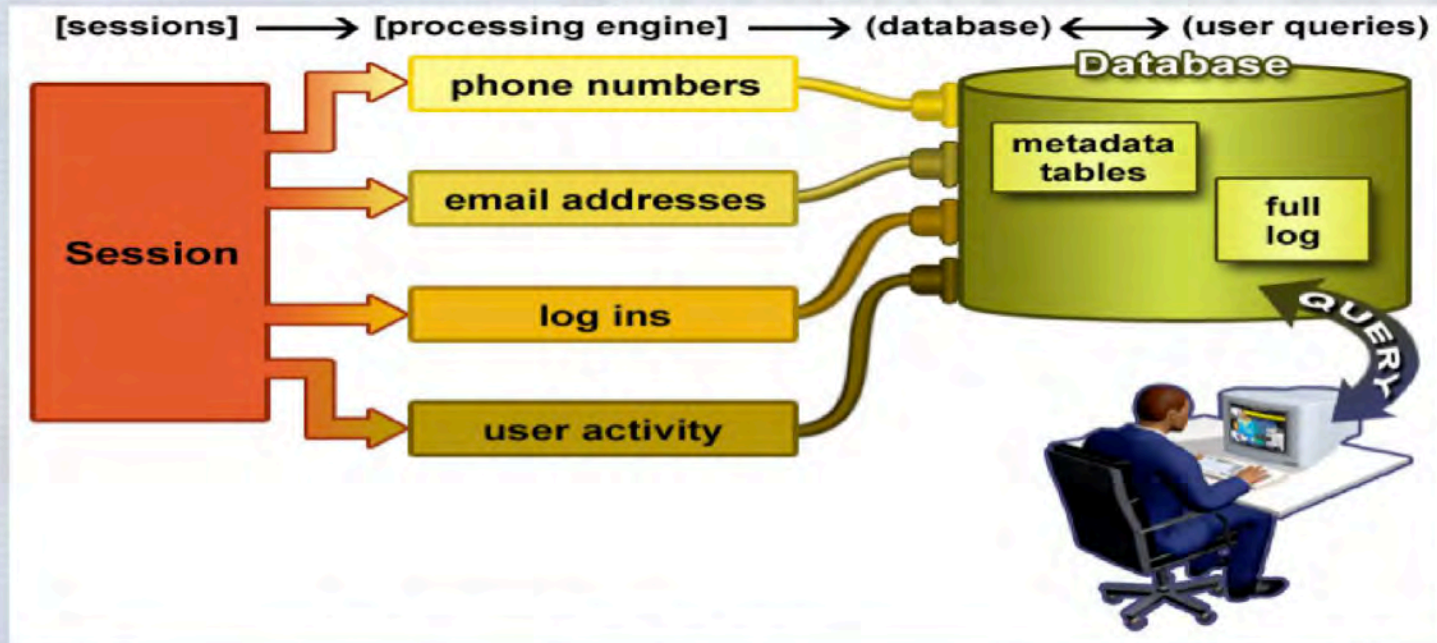 [sessions] → [processing engine] → (database) ↔ (user queries)
Database
phone numbers
metadata
tables
email addresses
full
log
Session
log ins
QUERY
user activity